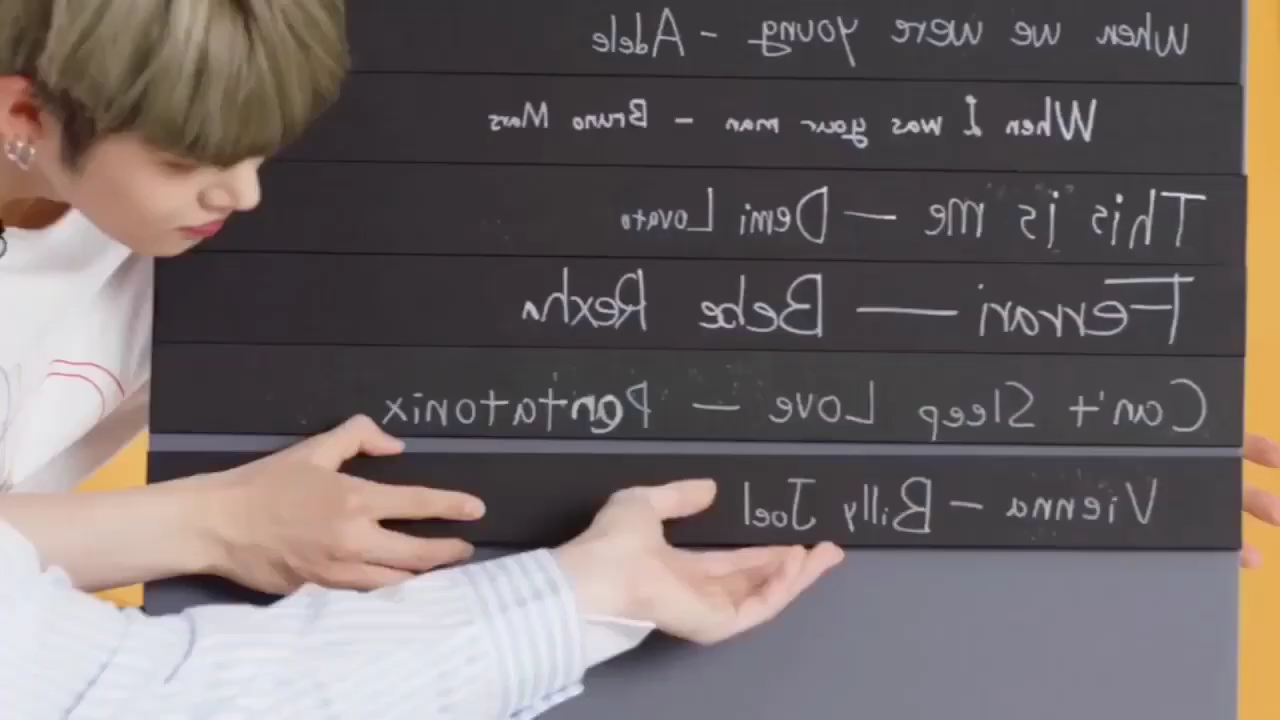 When we were young - Adele
When I was your man - Bruno Mars
This is me — Demi Lovato
Ferrari — Bebe Rexha
Can't Sleep Love — Pentatonix
Vienna - Billy Joel